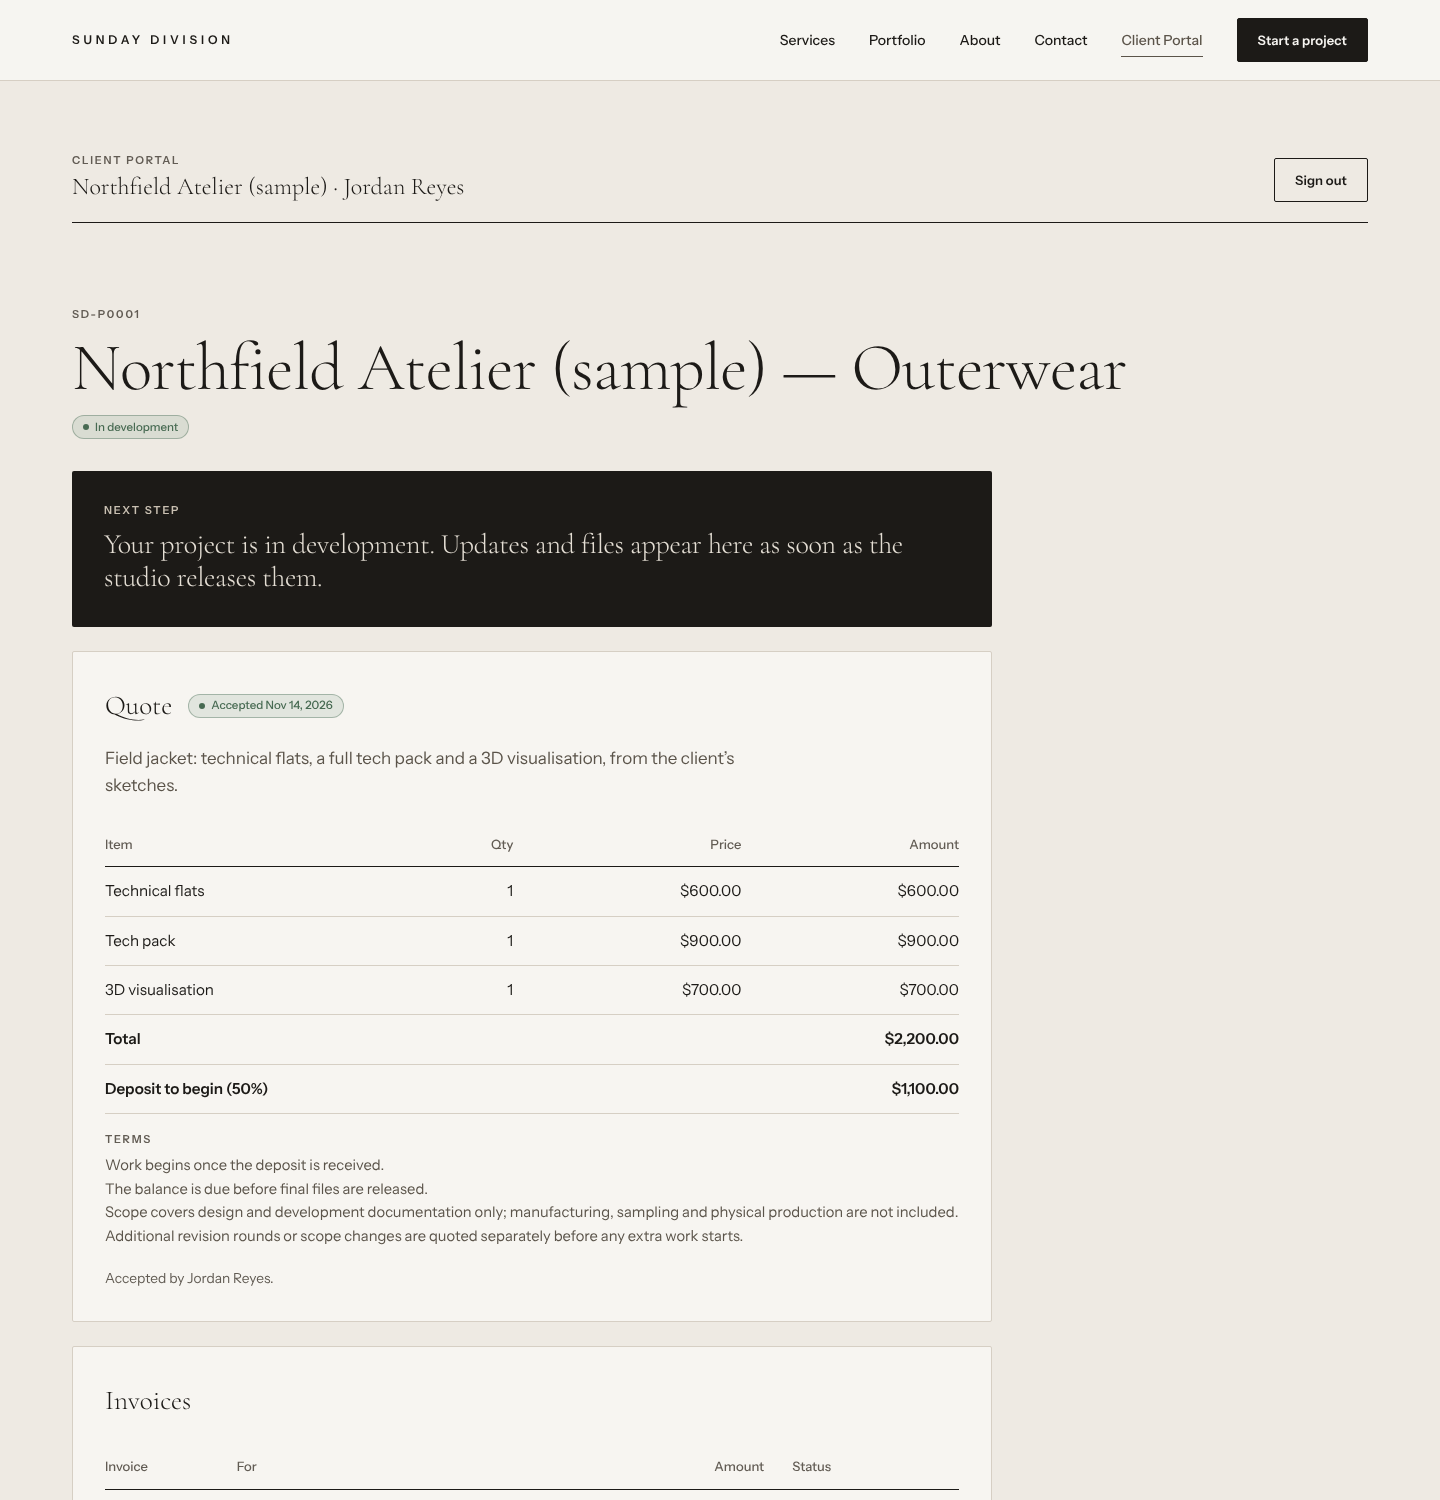 SUNDAY DIVISION
Services Portfolio About Contact Client Portal Start a project
CLIENT PORTAL
Northfield Atelier (sample) · Jordan Reyes
Sign out
SD-P0001
Northfield Atelier (sample) — Outerwear
In development
NEXT STEP
Your project is in development. Updates and files appear here as soon as the
studio releases them.
Quote Accepted Nov 14, 2026
Field jacket: technical flats, a full tech pack and a 3D visualisation, from the client’s
sketches.
Item Qty Price Amount
Technical flats 1 $600.00 $600.00
Tech pack 1 $900.00 $900.00
3D visualisation 1 $700.00 $700.00
Total $2,200.00
Deposit to begin (50%) $1,100.00
TERMS
Work begins once the deposit is received.
The balance is due before final files are released.
Scope covers design and development documentation only; manufacturing, sampling and physical production are not included.
Additional revision rounds or scope changes are quoted separately before any extra work starts.
Accepted by Jordan Reyes.
Invoices
Invoice For Amount Status